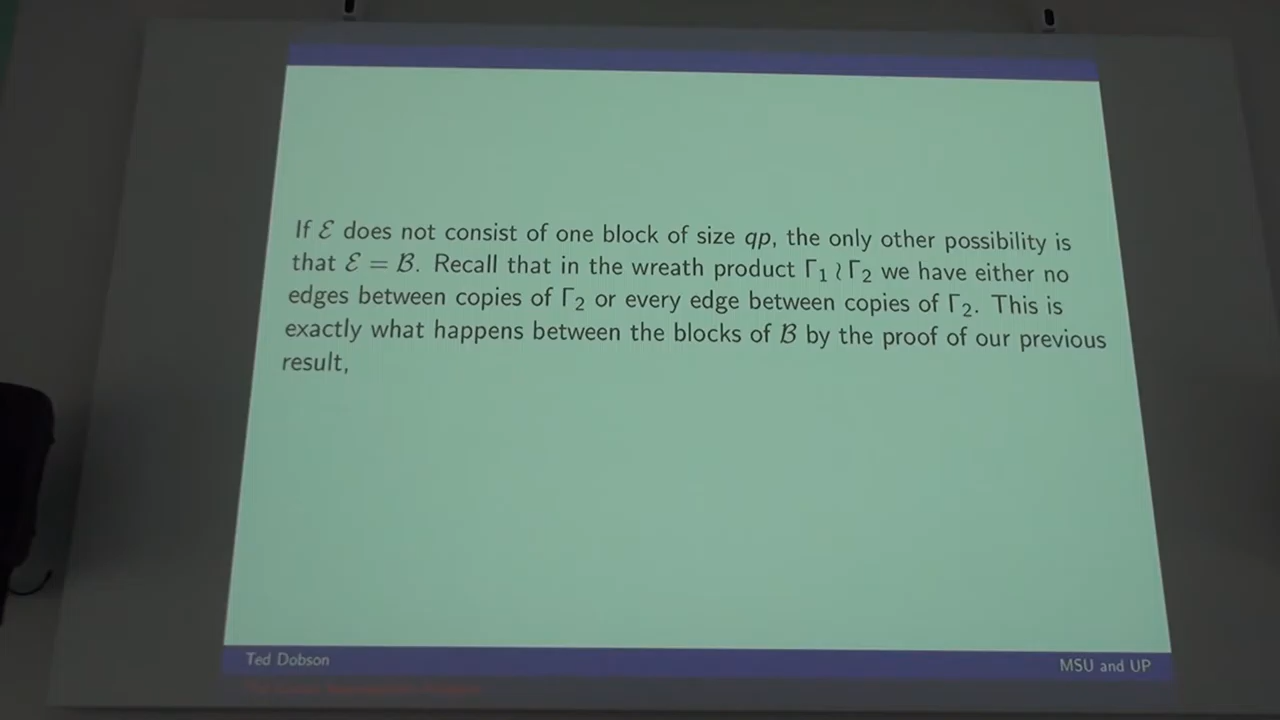 If ℰ does not consist of one block of size qp, the only other possibility is
that ℰ = ℬ. Recall that in the wreath product Γ₁ ≀ Γ₂ we have either no
edges between copies of Γ₂ or every edge between copies of Γ₂. This is
exactly what happens between the blocks of ℬ by the proof of our previous
result,
Ted Dobson
MSU and UP